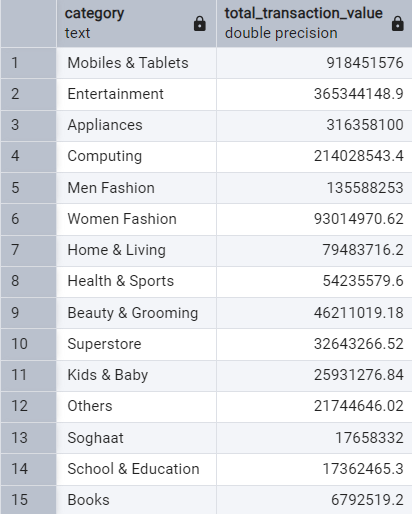 category total_transaction_value
text double precision
1 Mobiles & Tablets 918451576
2 Entertainment 365344148.9
3 Appliances 316358100
4 Computing 214028543.4
5 Men Fashion 135588253
6 Women Fashion 93014970.62
7 Home & Living 79483716.2
8 Health & Sports 54235579.6
9 Beauty & Grooming 46211019.18
10 Superstore 32643266.52
11 Kids & Baby 25931276.84
12 Others 21744646.02
13 Soghaat 17658332
14 School & Education 17362465.3
15 Books 6792519.2